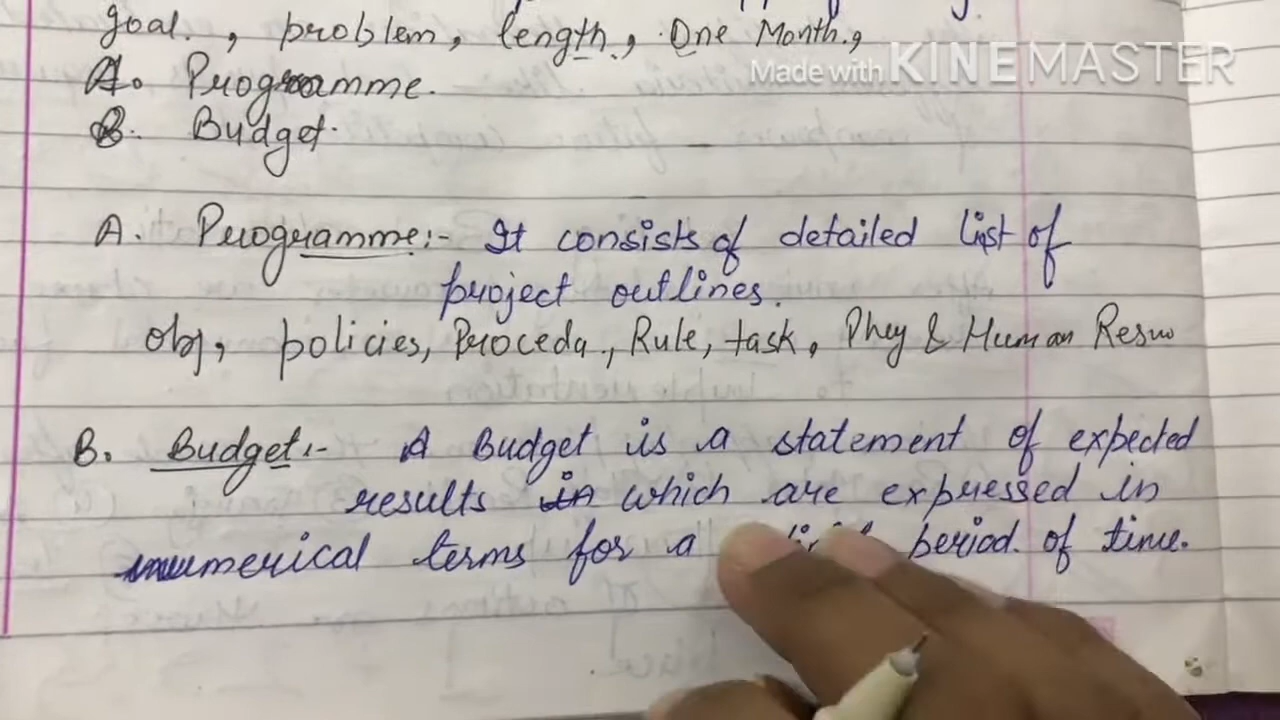 goal. , problem, length, One Month,
Made with KINEMASTER
A. Programme.
B. Budget.
A. Programme:- It consists of detailed list of
project outlines.
obj, policies, Proceda., Rule, task, Phy & Human Resou
B. Budget:- A Budget is a statement of expected
results in which are expressed in
numerical terms for a period of time.